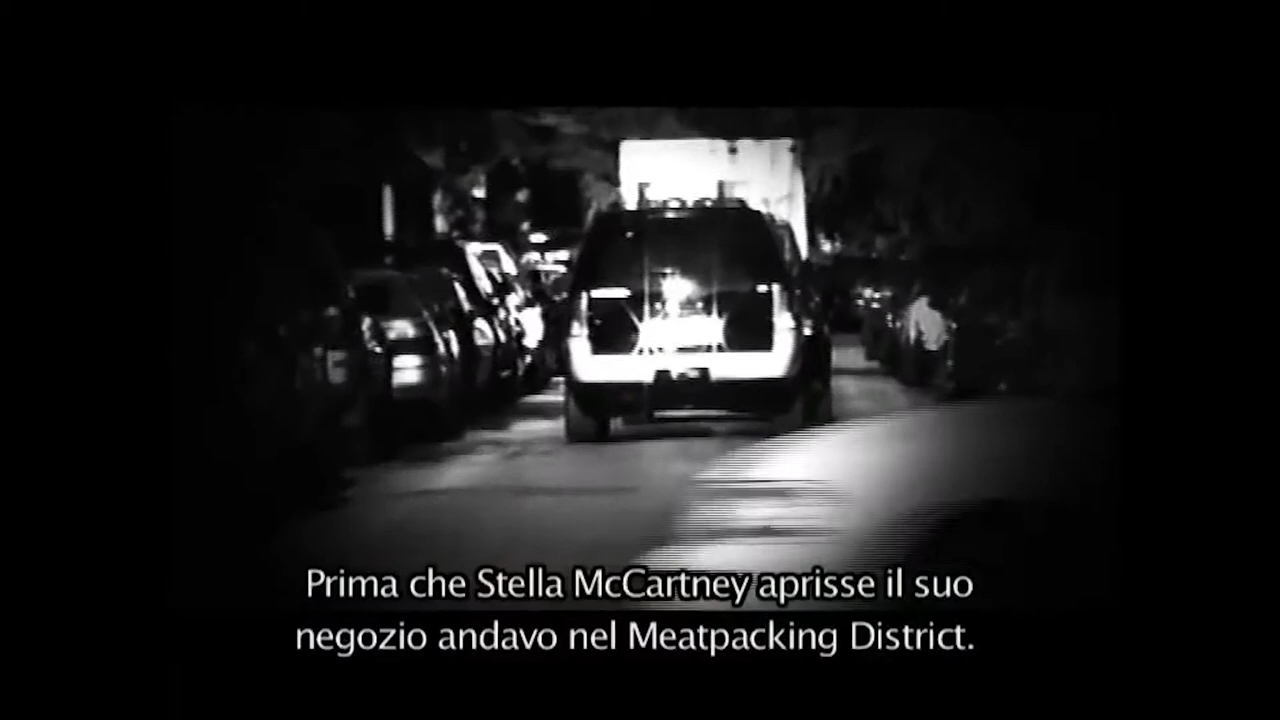 Prima che Stella McCartney aprisse il suo
negozio andavo nel Meatpacking District.